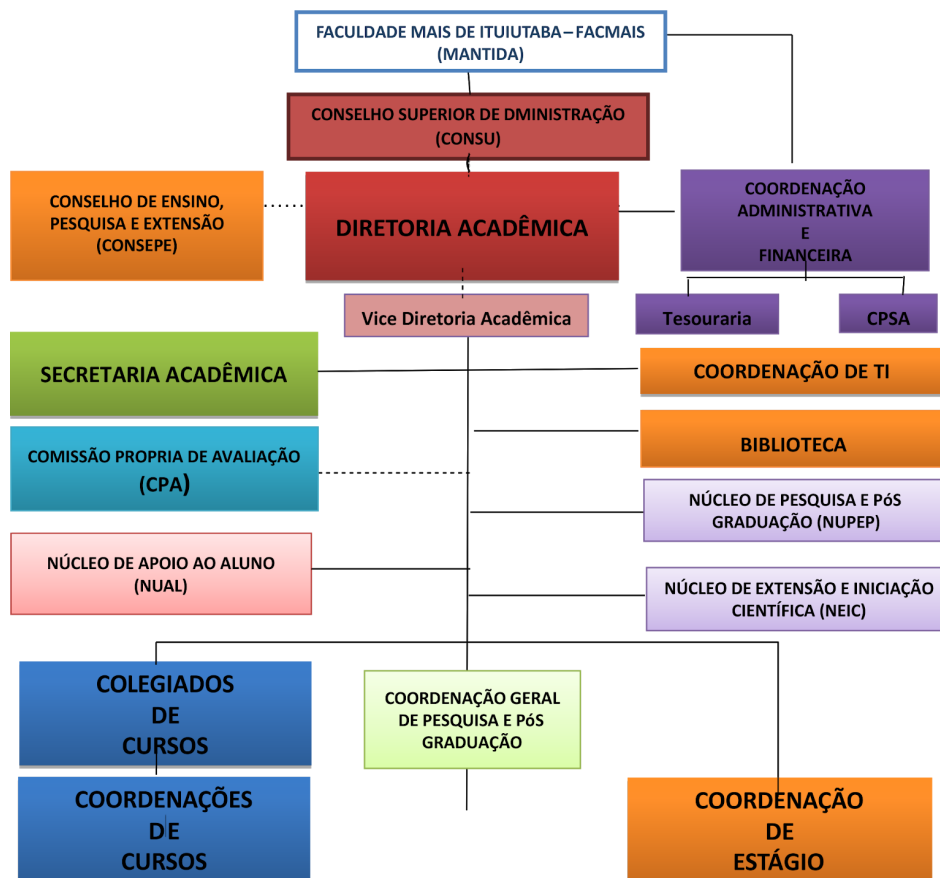 FACULDADE MAIS DE ITUIUTABA – FACMAIS
(MANTIDA)
CONSELHO SUPERIOR DE DMINISTRAÇÃO
(CONSU)
CONSELHO DE ENSINO,
PESQUISA E EXTENSÃO
(CONSEPE)
DIRETORIA ACADÊMICA
COORDENAÇÃO
ADMINISTRATIVA
E
FINANCEIRA
Vice Diretoria Acadêmica
Tesouraria
CPSA
SECRETARIA ACADÊMICA
COORDENAÇÃO DE TI
BIBLIOTECA
COMISSÃO PROPRIA DE AVALIAÇÃO
(CPA)
NÚCLEO DE PESQUISA E PóS
GRADUAÇÃO (NUPEP)
NÚCLEO DE APOIO AO ALUNO
(NUAL)
NÚCLEO DE EXTENSÃO E INICIAÇÃO
CIENTÍFICA (NEIC)
COLEGIADOS
DE
CURSOS
COORDENAÇÃO GERAL
DE PESQUISA E PóS
GRADUAÇÃO
COORDENAÇÕES
DE
CURSOS
COORDENAÇÃO
DE
ESTÁGIO